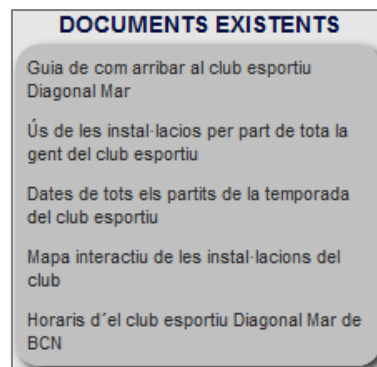 DOCUMENTS EXISTENTS
Guia de com arribar al club esportiu
Diagonal Mar
Ús de les instal·lacios per part de tota la
gent del club esportiu
Dates de tots els partits de la temporada
del club esportiu
Mapa interactiu de les instal·lacions del
club
Horaris d´el club esportiu Diagonal Mar de
BCN